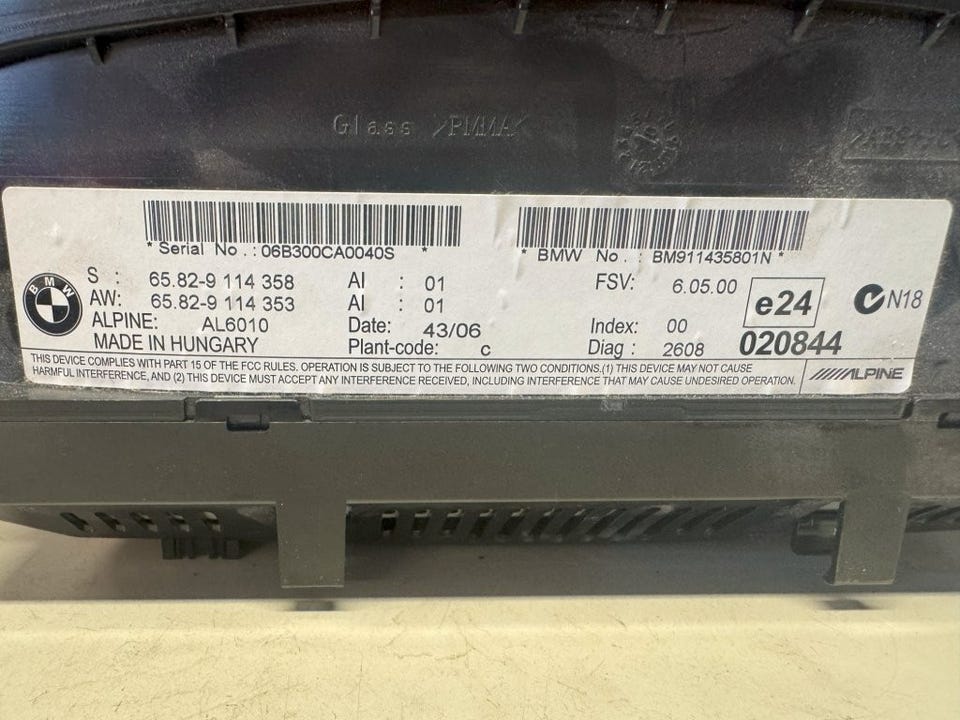 Glass >PMMA<
* Serial No . : 06B300CA0040S *
* BMW No . : BM911435801N *
BMW
S : 65.82-9 114 358 AI : 01
AW: 65.82-9 114 353 AI : 01
ALPINE: AL6010 Date: 43/06
MADE IN HUNGARY Plant-code: c
FSV: 6.05.00
Index: 00
Diag : 2608
e24
020844
N18
THIS DEVICE COMPLIES WITH PART 15 OF THE FCC RULES. OPERATION IS SUBJECT TO THE FOLLOWING TWO CONDITIONS.(1) THIS DEVICE MAY NOT CAUSE
HARMFUL INTERFERENCE, AND (2) THIS DEVICE MUST ACCEPT ANY INTERFERENCE RECEIVED, INCLUDING INTERFERENCE THAT MAY CAUSE UNDESIRED OPERATION.
ALPINE